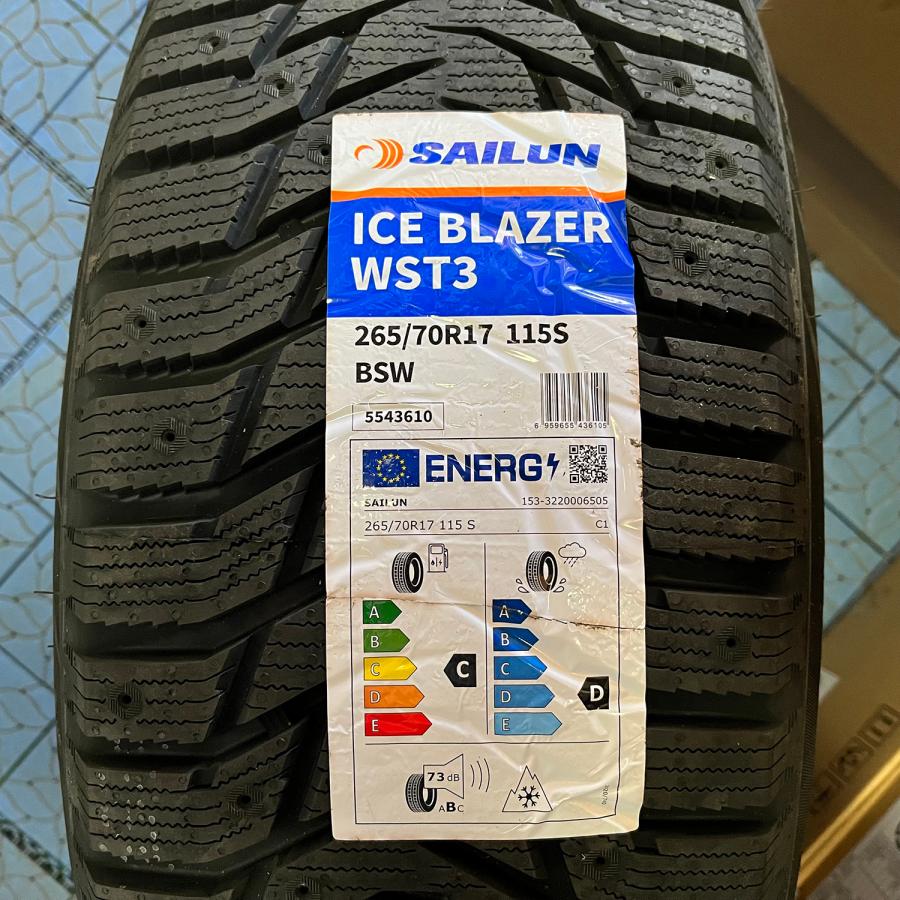 SAILUN
ICE BLAZER
WST3
265/70R17 115S
BSW
5543610
6 959655 436105
ENERG
SAILUN
153-3220006505
265/70R17 115 S
C1
A
B
C
D
E
C
A
B
C
D
E
D
73 dB
ABC